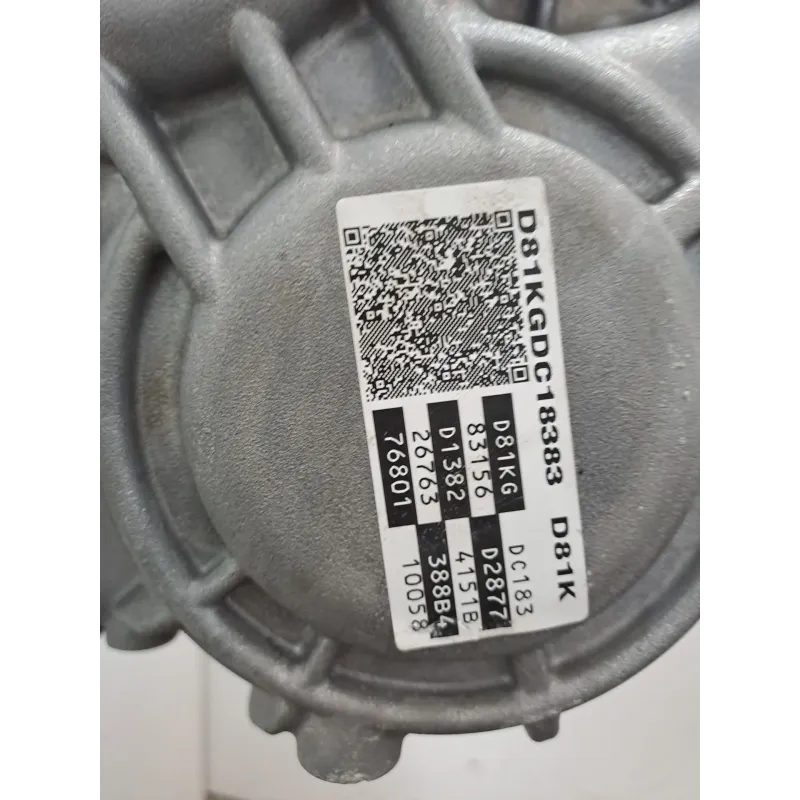 D81KGDC18383 D81K
D81KG DC183
83156 D2877
D1382 4151B
26763 388B4
76801 10058